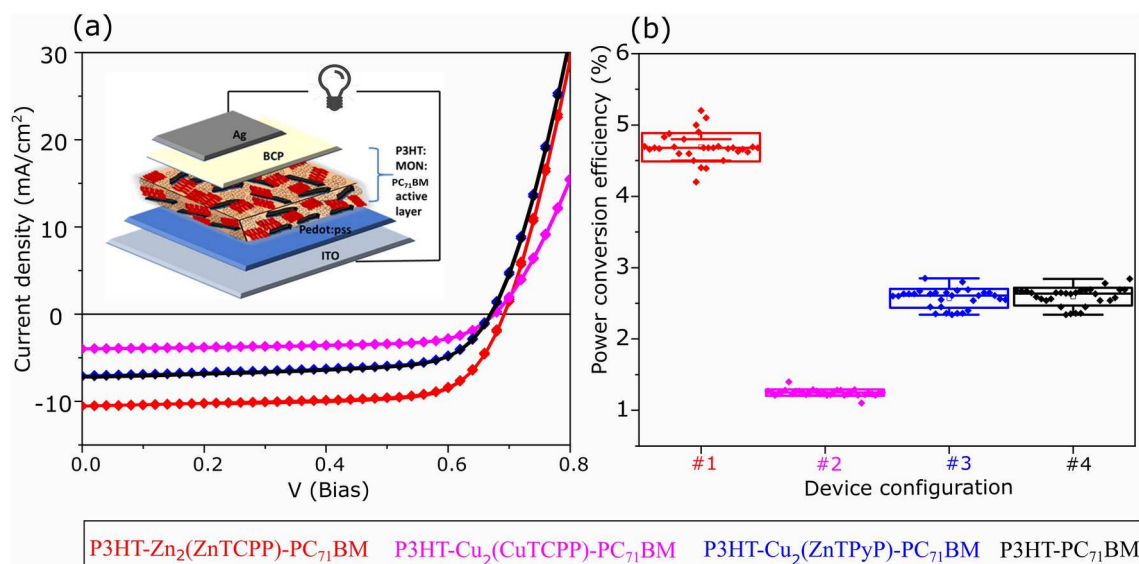 (a)
(b)
Current density (mA/cm²)
30
20
10
0
-10
0.0 0.2 0.4 0.6 0.8
V (Bias)
Ag
BCP
Pedot:pss
ITO
P3HT:
MON:
PC₇₁BM
active
layer
Power conversion efficiency (%)
6
5
4
3
2
1
#1 #2 #3 #4
Device configuration
P3HT-Zn₂(ZnTCPP)-PC₇₁BM P3HT-Cu₂(CuTCPP)-PC₇₁BM P3HT-Cu₂(ZnTPyP)-PC₇₁BM P3HT-PC₇₁BM